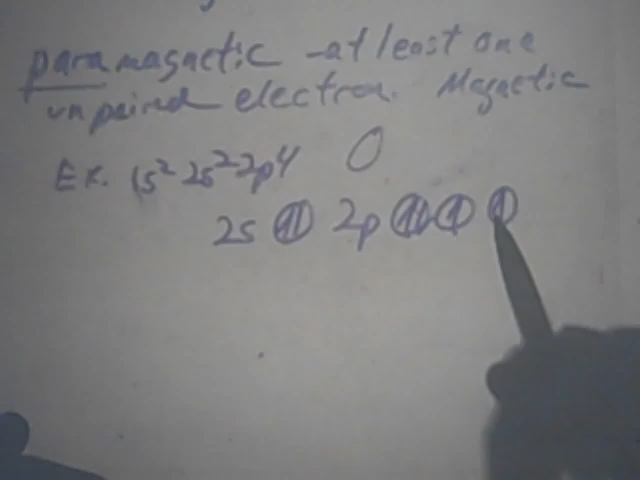 paramagnetic - at least one
unpaired electron. Magnetic
Ex. 1s² 2s² 2p⁴ O
2s 2p